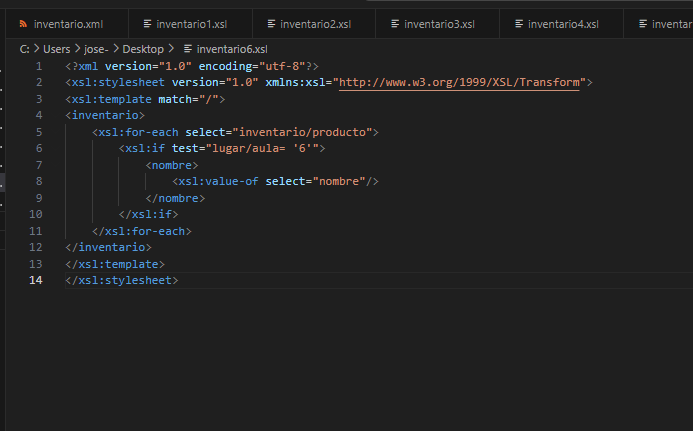 inventario.xml inventario1.xsl inventario2.xsl inventario3.xsl inventario4.xsl inventar
C: > Users > jose- > Desktop > inventario6.xsl
1 <?xml version="1.0" encoding="utf-8"?>
2 <xsl:stylesheet version="1.0" xmlns:xsl="http://www.w3.org/1999/XSL/Transform">
3 <xsl:template match="/">
4 <inventario>
5     <xsl:for-each select="inventario/producto">
6         <xsl:if test="lugar/aula= '6'">
7             <nombre>
8                 <xsl:value-of select="nombre"/>
9             </nombre>
10         </xsl:if>
11     </xsl:for-each>
12 </inventario>
13 </xsl:template>
14 </xsl:stylesheet>